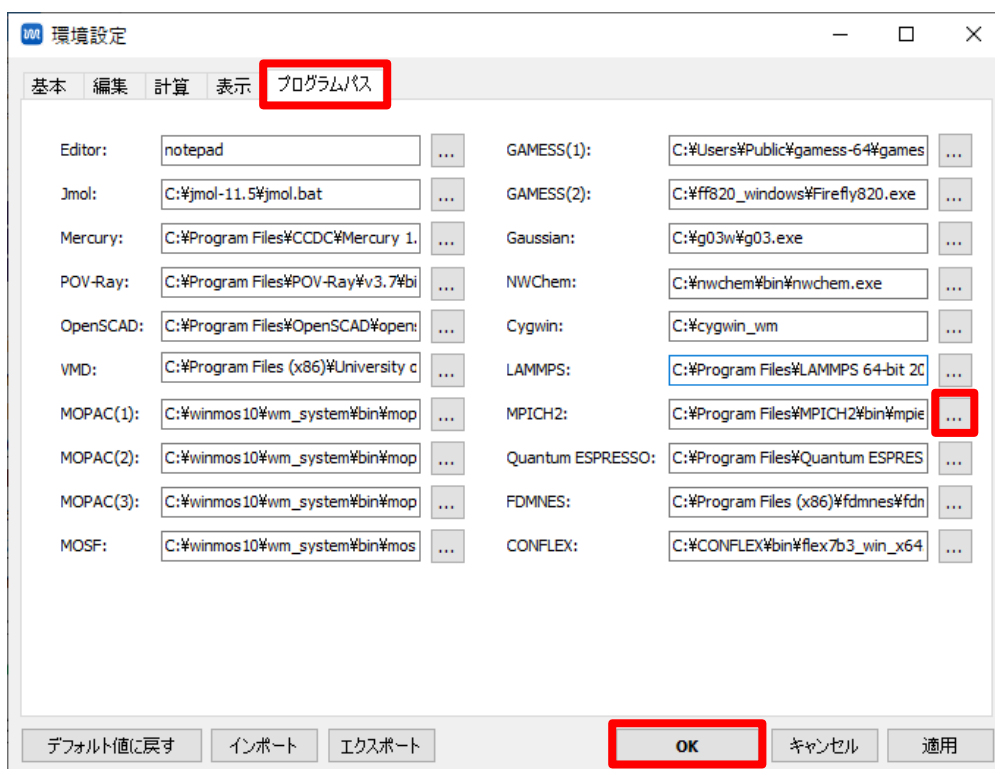 環境設定
基本 編集 計算 表示 プログラムパス
Editor: notepad ...
Jmol: C:¥jmol-11.5¥jmol.bat ...
Mercury: C:¥Program Files¥CCDC¥Mercury 1. ...
POV-Ray: C:¥Program Files¥POV-Ray¥v3.7¥bi ...
OpenSCAD: C:¥Program Files¥OpenSCAD¥open: ...
VMD: C:¥Program Files (x86)¥University o ...
MOPAC(1): C:¥winmos10¥wm_system¥bin¥mop ...
MOPAC(2): C:¥winmos10¥wm_system¥bin¥mop ...
MOPAC(3): C:¥winmos10¥wm_system¥bin¥mop ...
MOSF: C:¥winmos10¥wm_system¥bin¥mos ...
GAMESS(1): C:¥Users¥Public¥gamess-64¥games ...
GAMESS(2): C:¥ff820_windows¥Firefly820.exe ...
Gaussian: C:¥g03w¥g03.exe ...
NWChem: C:¥nwchem¥bin¥nwchem.exe ...
Cygwin: C:¥cygwin_wm ...
LAMMPS: C:¥Program Files¥LAMMPS 64-bit 20 ...
MPICH2: C:¥Program Files¥MPICH2¥bin¥mpie ...
Quantum ESPRESSO: C:¥Program Files¥Quantum ESPRES ...
FDMNES: C:¥Program Files (x86)¥fdmnes¥fdn ...
CONFLEX: C:¥CONFLEX¥bin¥flex7b3_win_x64 ...
デフォルト値に戻す インポート エクスポート OK キャンセル 適用